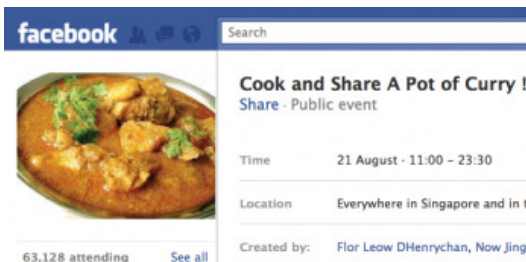 facebook
Search
Cook and Share A Pot of Curry !
Share · Public event
Time 21 August · 11:00 – 23:30
Location Everywhere in Singapore and in
Created by: Flor Leow DHenrychan, Now Jing
63,128 attending See all